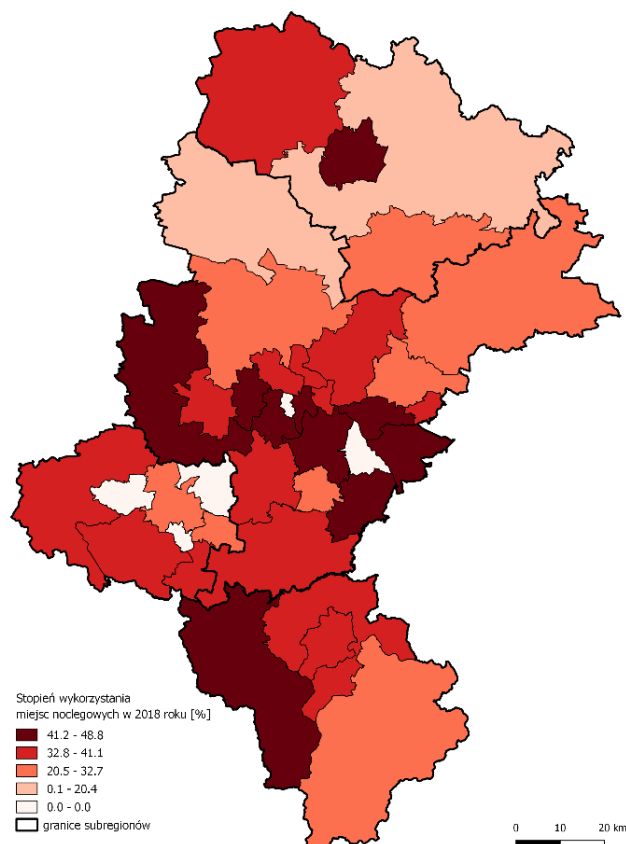 Stopień wykorzystania
miejsc noclegowych w 2018 roku [%]
41.2 - 48.8
32.8 - 41.1
20.5 - 32.7
0.1 - 20.4
0.0 - 0.0
granice subregionów
0 10 20 km